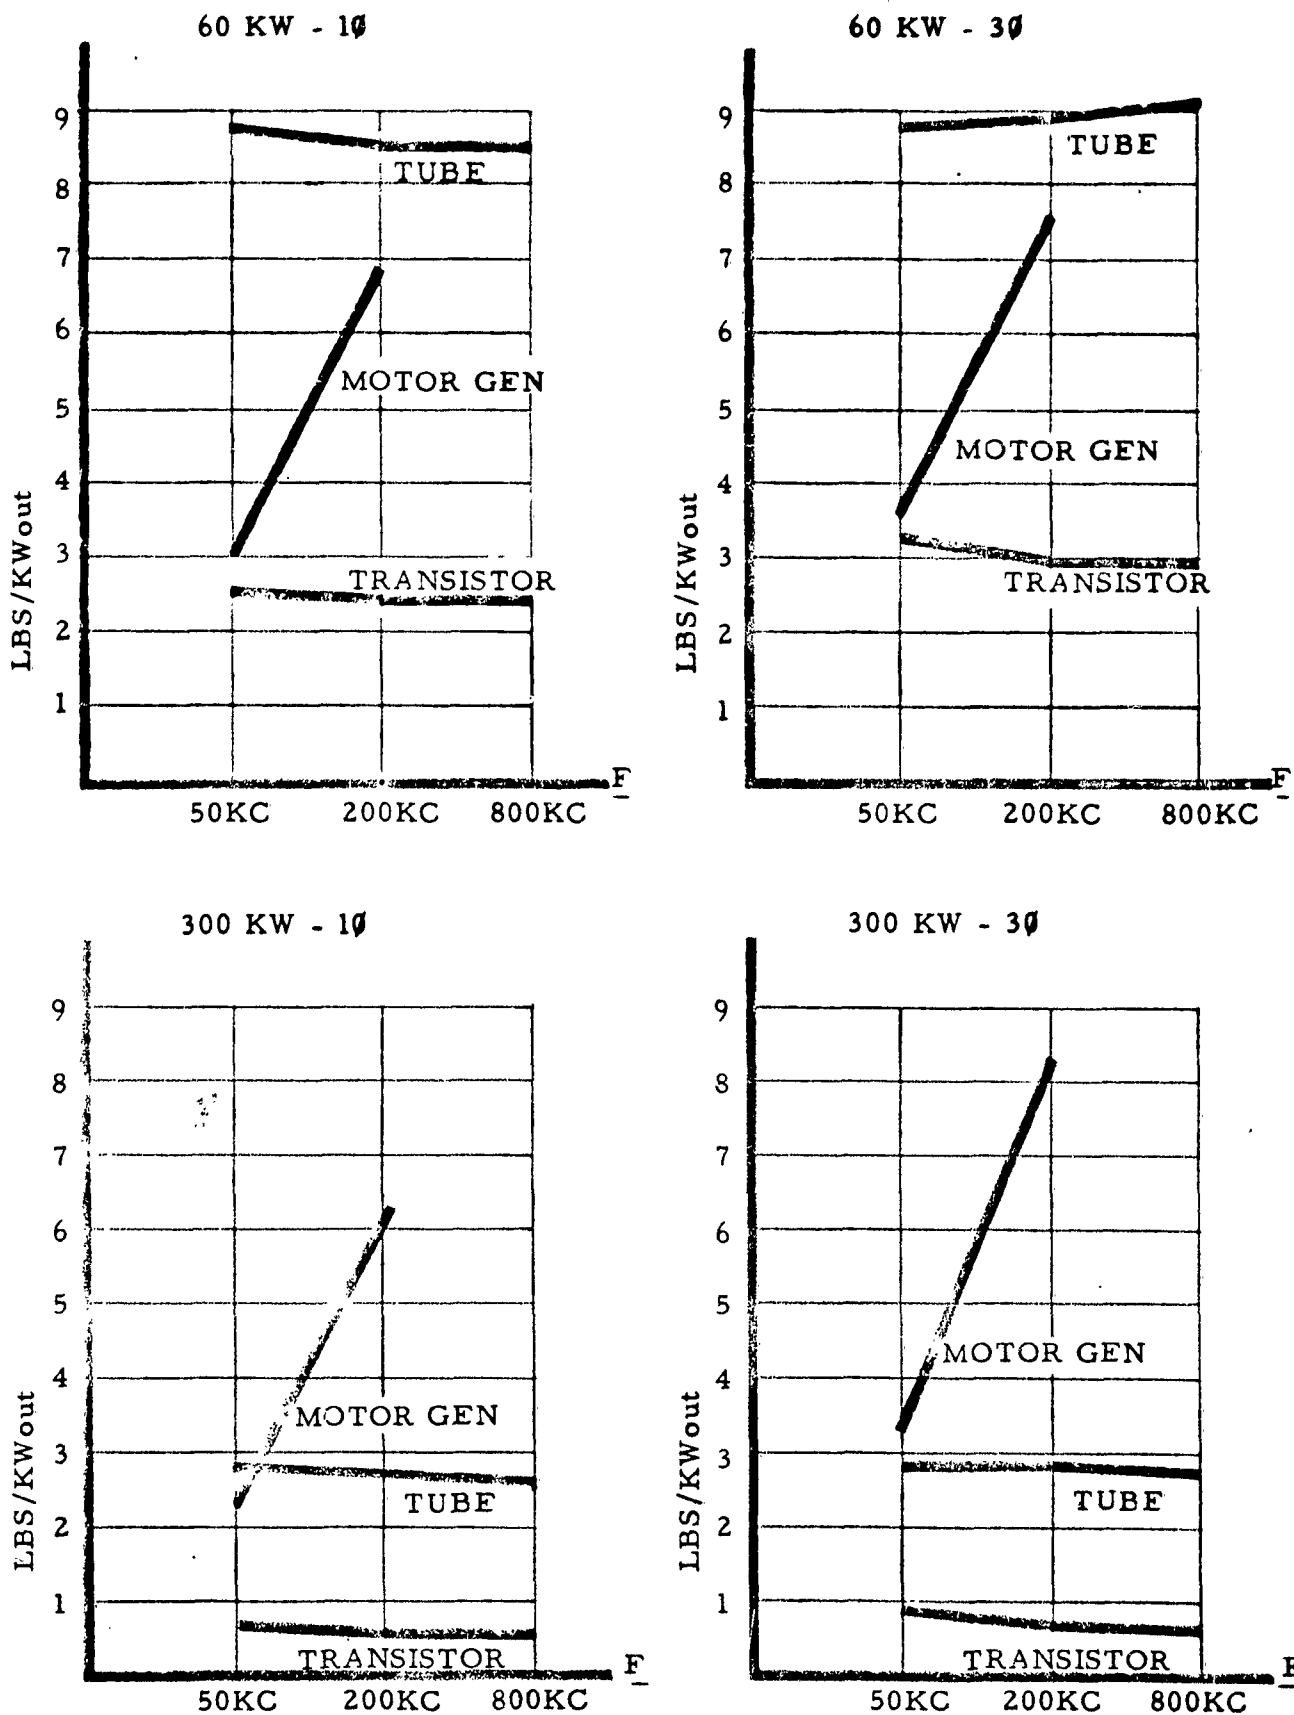 60 KW - 1Ø
9
8
7
6
5
4
3
2
1
LBS/KWout
TUBE
MOTOR GEN
TRANSISTOR
F
50KC 200KC 800KC
60 KW - 3Ø
9
8
7
6
5
4
3
2
1
LBS/KWout
TUBE
MOTOR GEN
TRANSISTOR
F
50KC 200KC 800KC
300 KW - 1Ø
9
8
7
6
5
4
3
2
1
LBS/KWout
MOTOR GEN
TUBE
TRANSISTOR
F
50KC 200KC 800KC
300 KW - 3Ø
9
8
7
6
5
4
3
2
1
LBS/KWout
MOTOR GEN
TUBE
TRANSISTOR
F
50KC 200KC 800KC